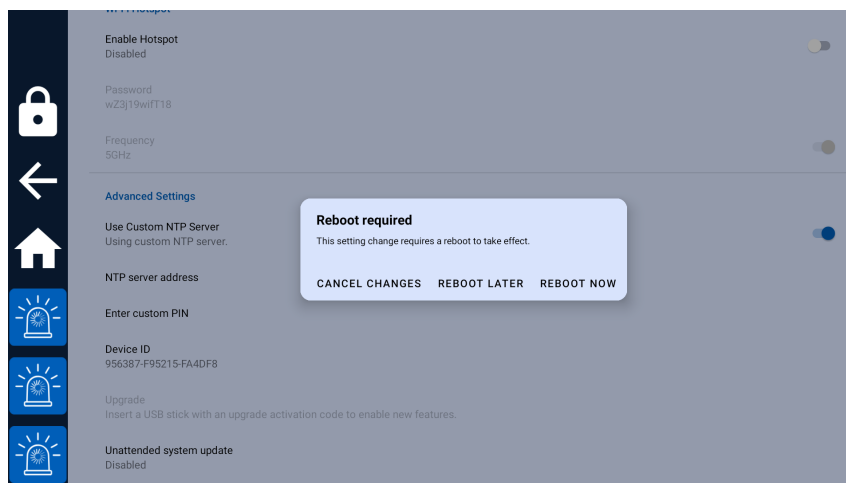 Wi-Fi Hotspot
Enable Hotspot
Disabled
Password
wZ3j19wifT18
Frequency
5GHz
Advanced Settings
Use Custom NTP Server
Using custom NTP server.
NTP server address
Enter custom PIN
Device ID
956387-F95215-FA4DF8
Upgrade
Insert a USB stick with an upgrade activation code to enable new features.
Unattended system update
Disabled
Reboot required
This setting change requires a reboot to take effect.
CANCEL CHANGES REBOOT LATER REBOOT NOW